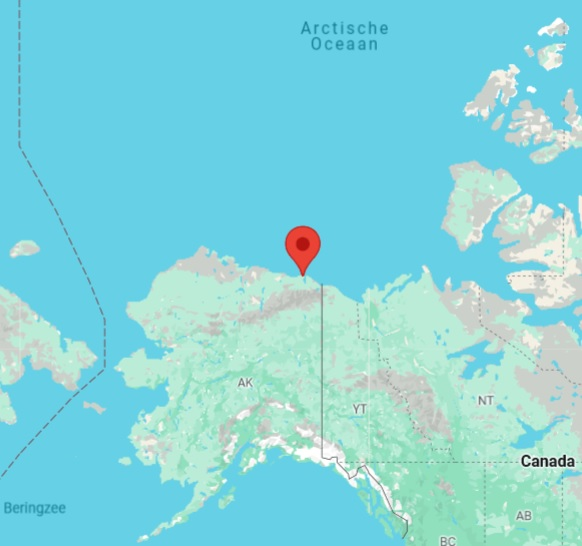 Arctische
Oceaan
AK
YT
NT
Canada
Beringzee
AB
BC